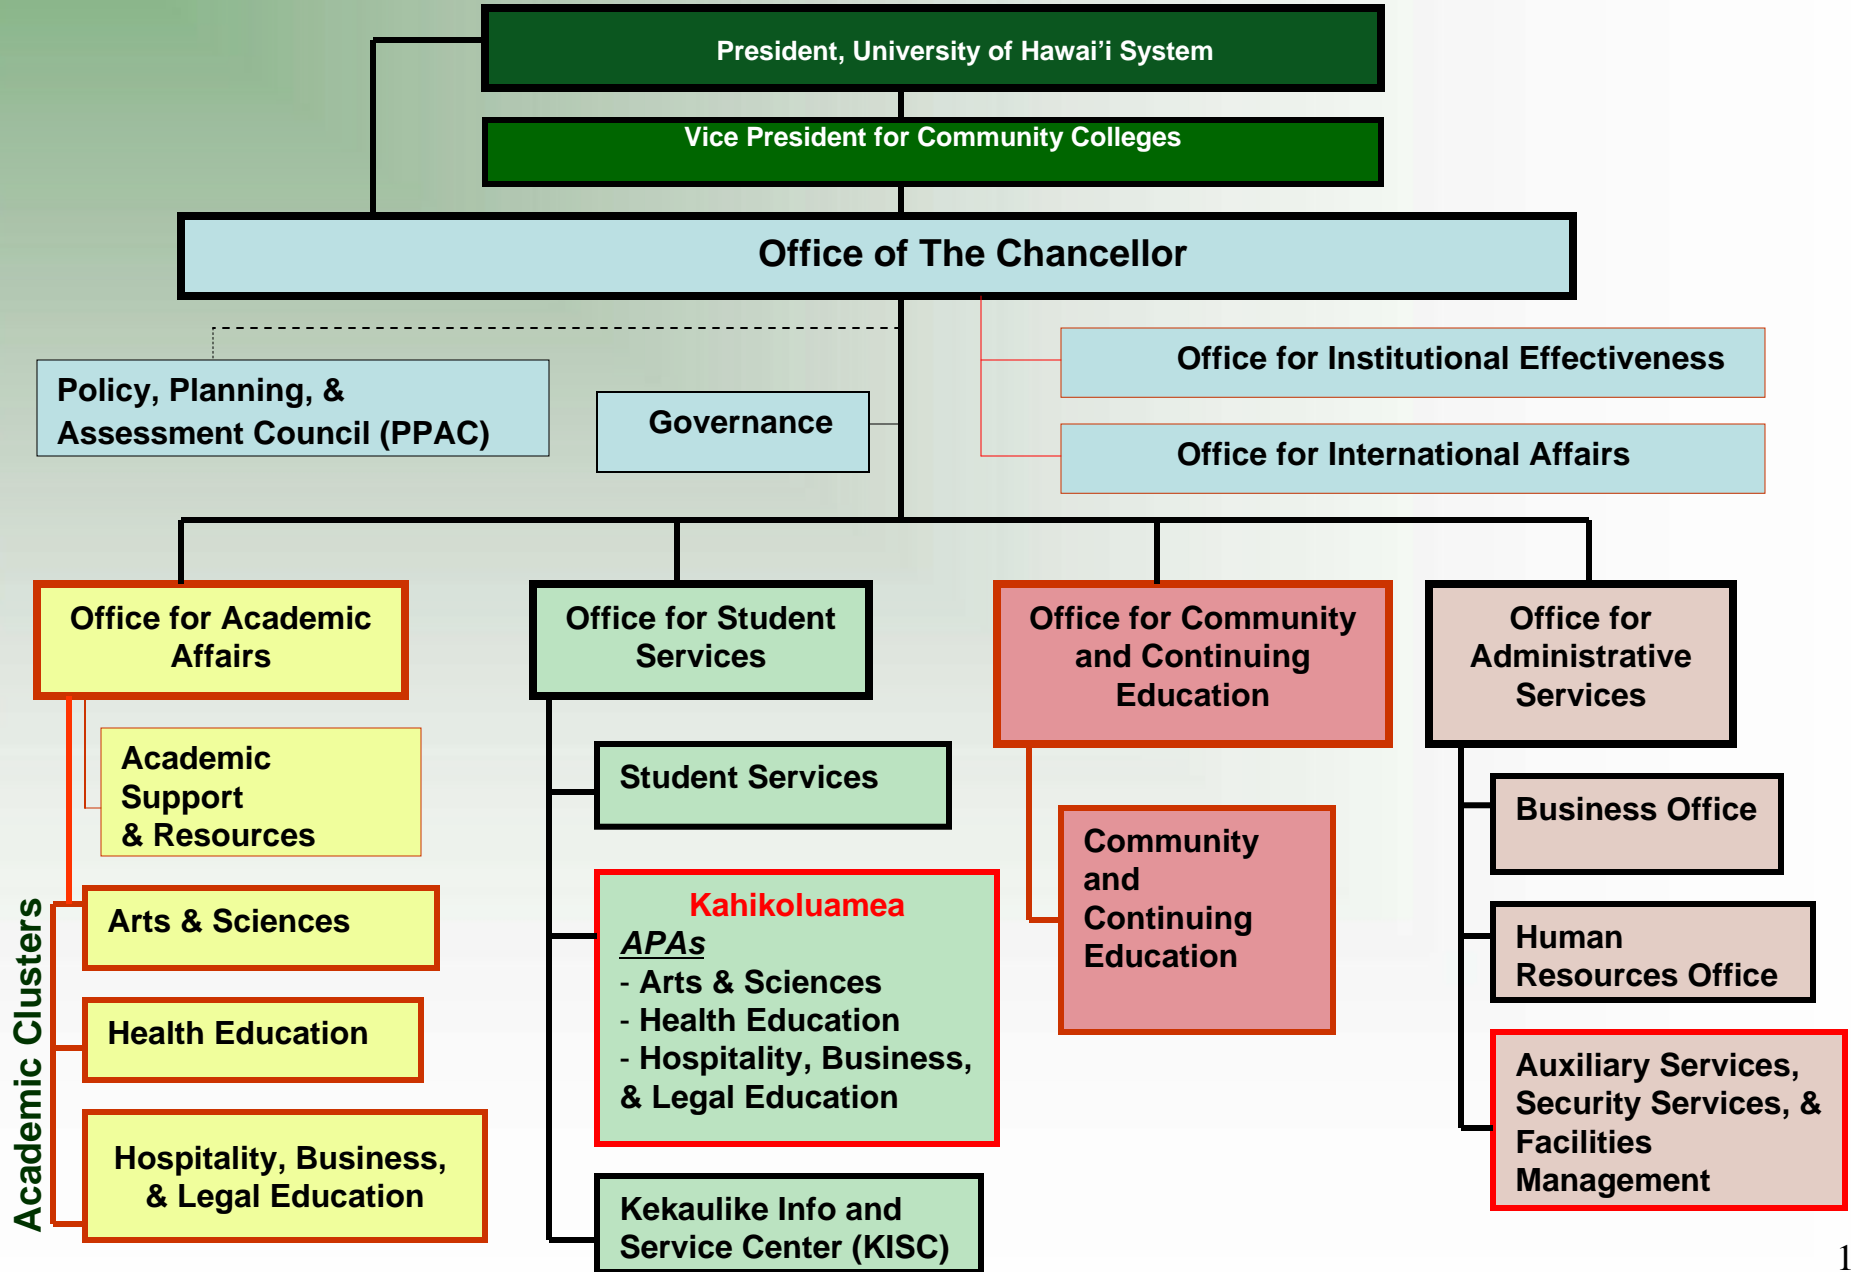 President, University of Hawai’i System
Vice President for Community Colleges
Office of The Chancellor
Policy, Planning, &
Assessment Council (PPAC)
Governance
Office for Institutional Effectiveness
Office for International Affairs
Office for Academic
Affairs
Academic
Support
& Resources
Academic Clusters
Arts & Sciences
Health Education
Hospitality, Business,
& Legal Education
Office for Student
Services
Student Services
Kahikoluamea
APAs
- Arts & Sciences
- Health Education
- Hospitality, Business,
& Legal Education
Kekaulike Info and
Service Center (KISC)
Office for Community
and Continuing
Education
Community
and
Continuing
Education
Office for
Administrative
Services
Business Office
Human
Resources Office
Auxiliary Services,
Security Services, &
Facilities
Management
1